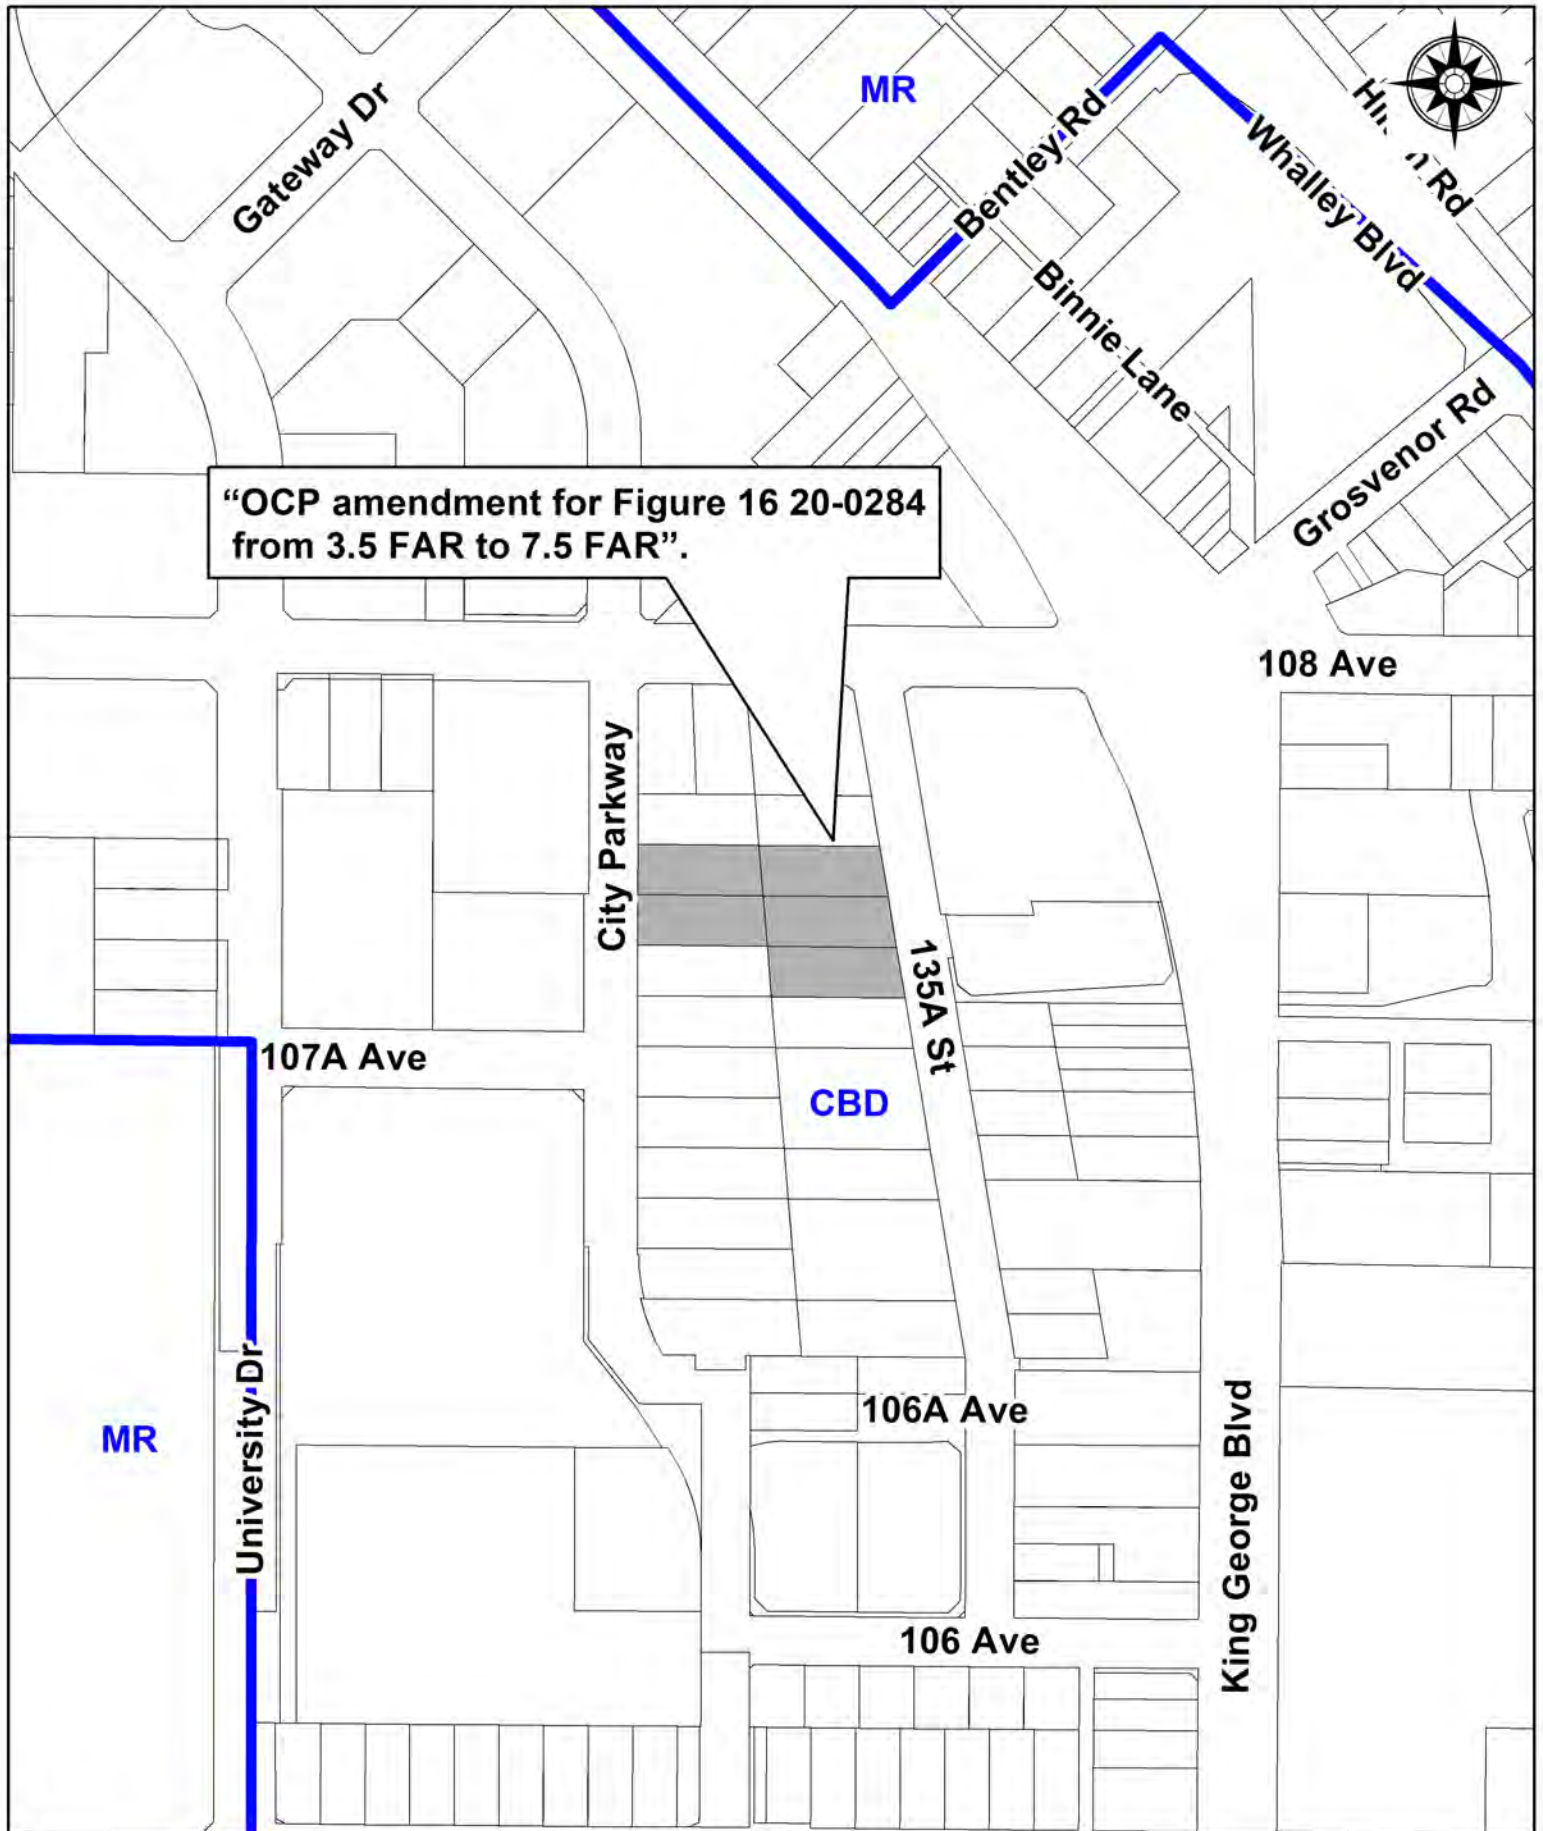 MR
Gateway Dr
Bentley Rd
Whalley Blvd
Rd
Binnie Lane
Grosvenor Rd
“OCP amendment for Figure 16 20-0284
from 3.5 FAR to 7.5 FAR”.
108 Ave
City Parkway
135A St
107A Ave
CBD
University Dr
MR
106A Ave
King George Blvd
106 Ave